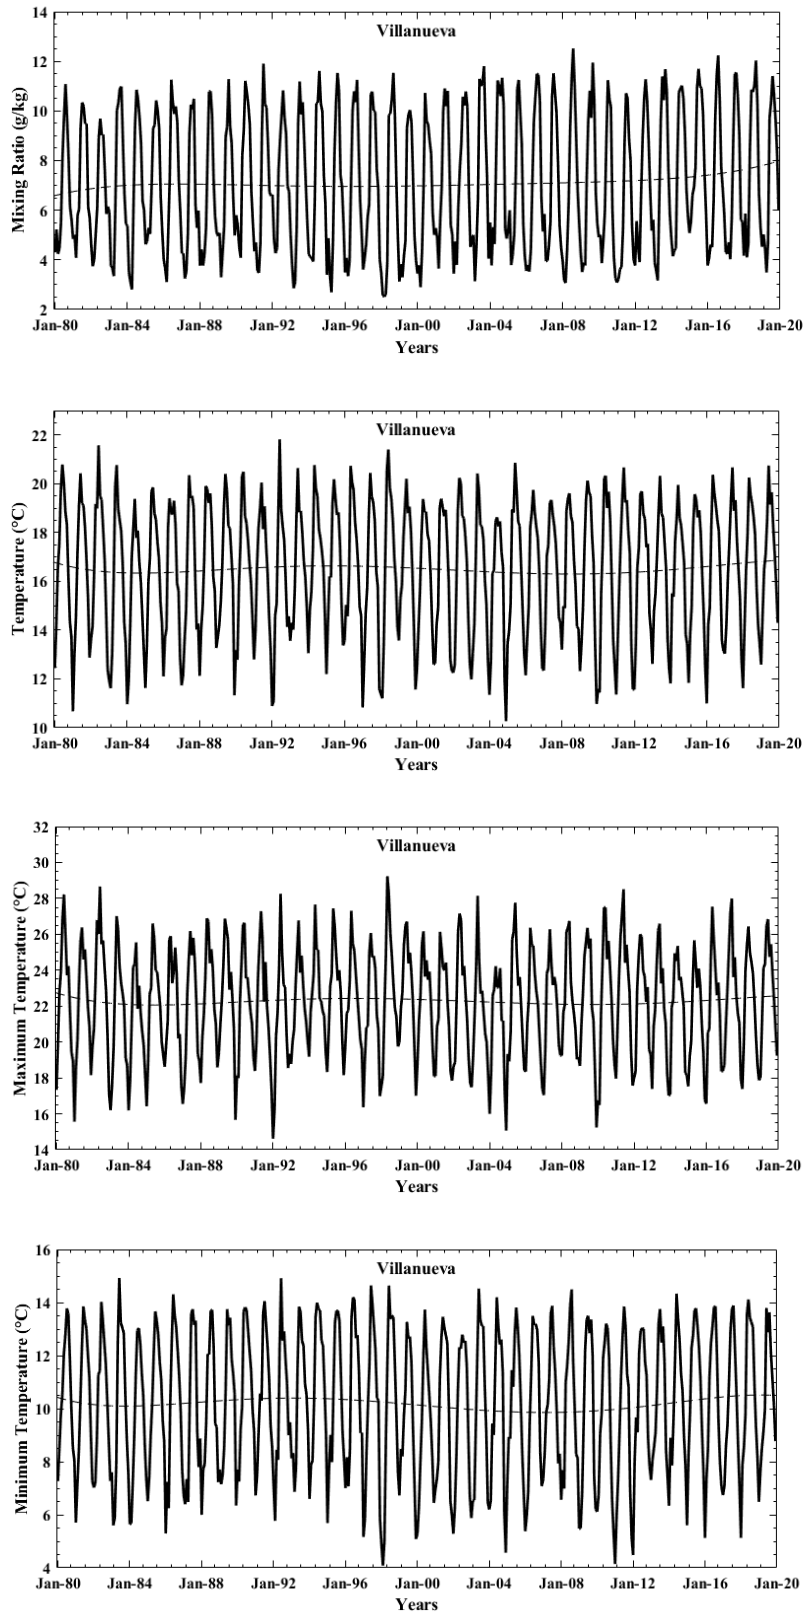 Villanueva
Mixing Ratio (g/kg)
14
12
10
8
6
4
2
Jan-80 Jan-84 Jan-88 Jan-92 Jan-96 Jan-00 Jan-04 Jan-08 Jan-12 Jan-16 Jan-20
Years
Villanueva
Temperature (°C)
22
20
18
16
14
12
10
Jan-80 Jan-84 Jan-88 Jan-92 Jan-96 Jan-00 Jan-04 Jan-08 Jan-12 Jan-16 Jan-20
Years
Villanueva
Maximum Temperature (°C)
32
30
28
26
24
22
20
18
16
14
Jan-80 Jan-84 Jan-88 Jan-92 Jan-96 Jan-00 Jan-04 Jan-08 Jan-12 Jan-16 Jan-20
Years
Villanueva
Minimum Temperature (°C)
16
14
12
10
8
6
4
Jan-80 Jan-84 Jan-88 Jan-92 Jan-96 Jan-00 Jan-04 Jan-08 Jan-12 Jan-16 Jan-20
Years